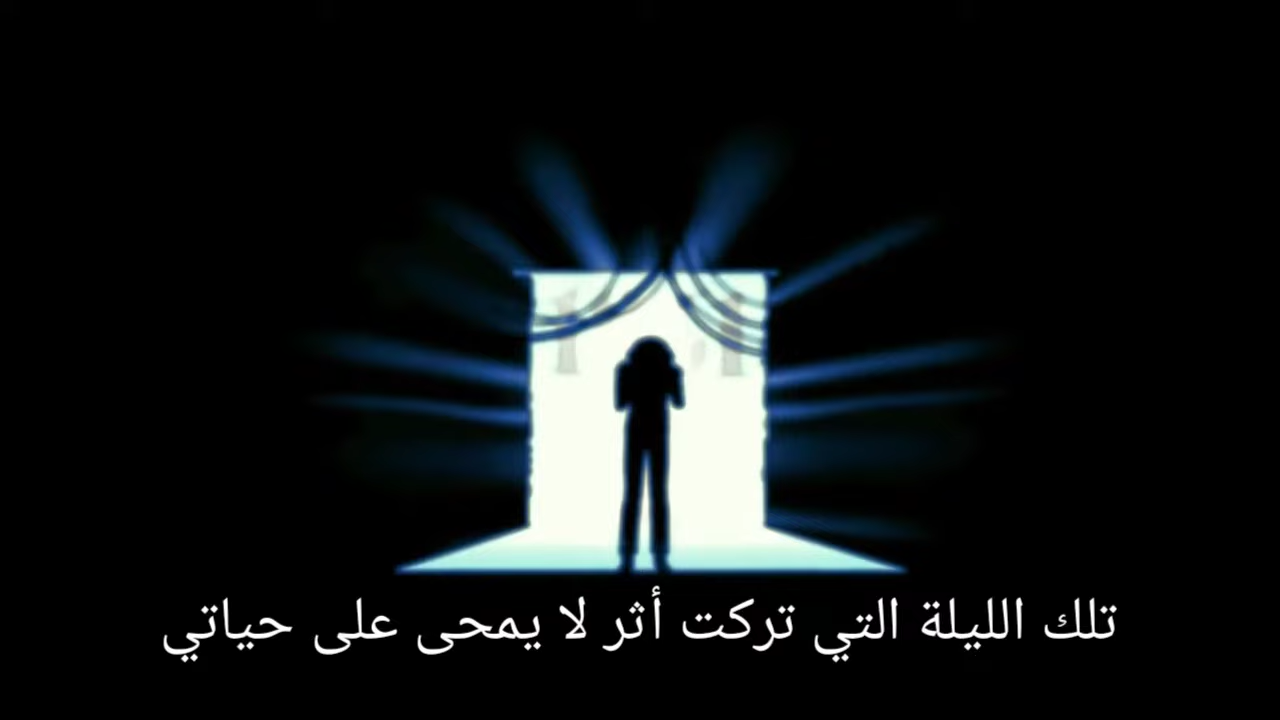 تلك الليلة التي تركت أثر لا يمحى على حياتي